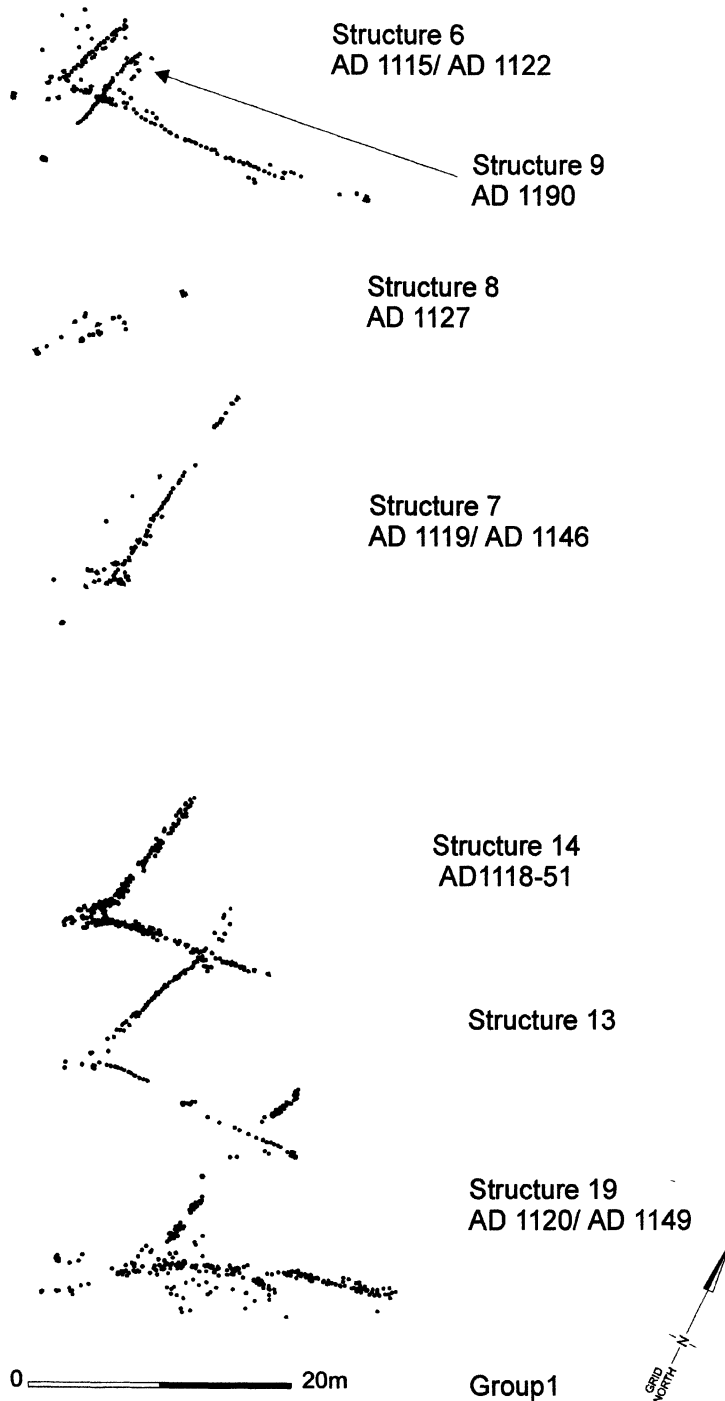 Structure 6
AD 1115/ AD 1122
Structure 9
AD 1190
Structure 8
AD 1127
Structure 7
AD 1119/ AD 1146
Structure 14
AD1118-51
Structure 13
Structure 19
AD 1120/ AD 1149
0 20m
Group1
N
GRID
NORTH